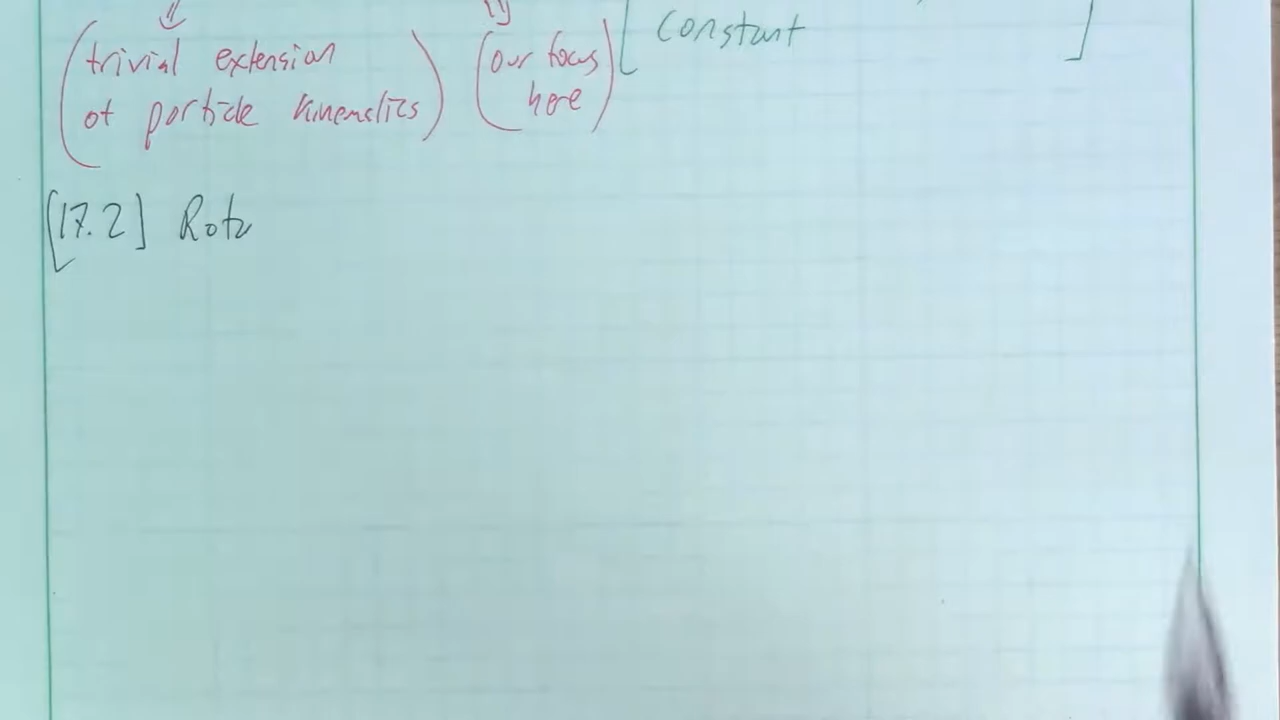 (trivial extension
of particle kinematics)
(our focus
here)
[constant ]
[17.2] Rota